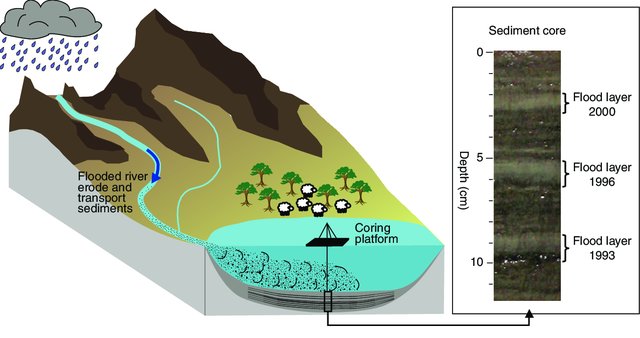 Flooded river
erode and
transport
sediments
Coring
platform
Sediment core
Depth (cm)
0
5
10
Flood layer
2000
Flood layer
1996
Flood layer
1993